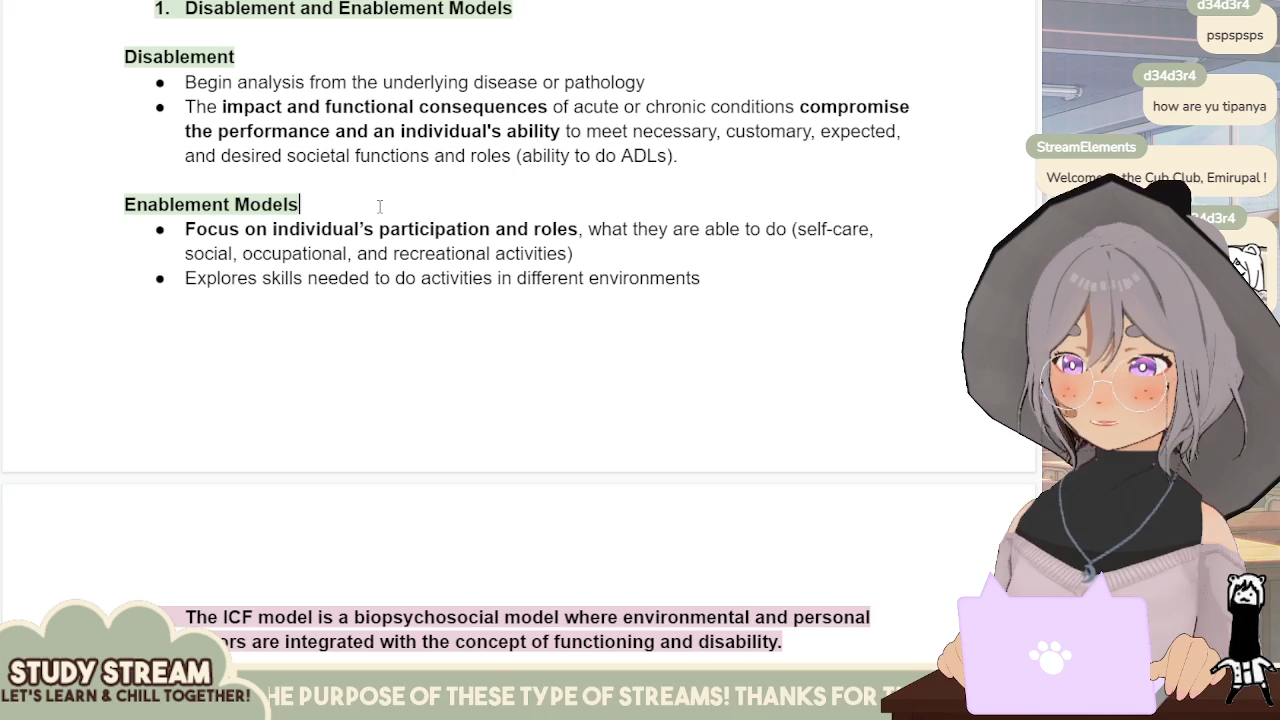 1. Disablement and Enablement Models
Disablement
● Begin analysis from the underlying disease or pathology
● The impact and functional consequences of acute or chronic conditions compromise
the performance and an individual's ability to meet necessary, customary, expected,
and desired societal functions and roles (ability to do ADLs).
Enablement Models
● Focus on individual’s participation and roles, what they are able to do (self-care,
social, occupational, and recreational activities)
● Explores skills needed to do activities in different environments
The ICF model is a biopsychosocial model where environmental and personal
are integrated with the concept of functioning and disability.
d34d3r4
pspspsps
d34d3r4
how are yu tipanya
StreamElements
the Cub Club, Emirupal !
STUDY STREAM
LET'S LEARN & CHILL TOGETHER!
PURPOSE OF THESE TYPE OF STREAMS! THANKS FOR